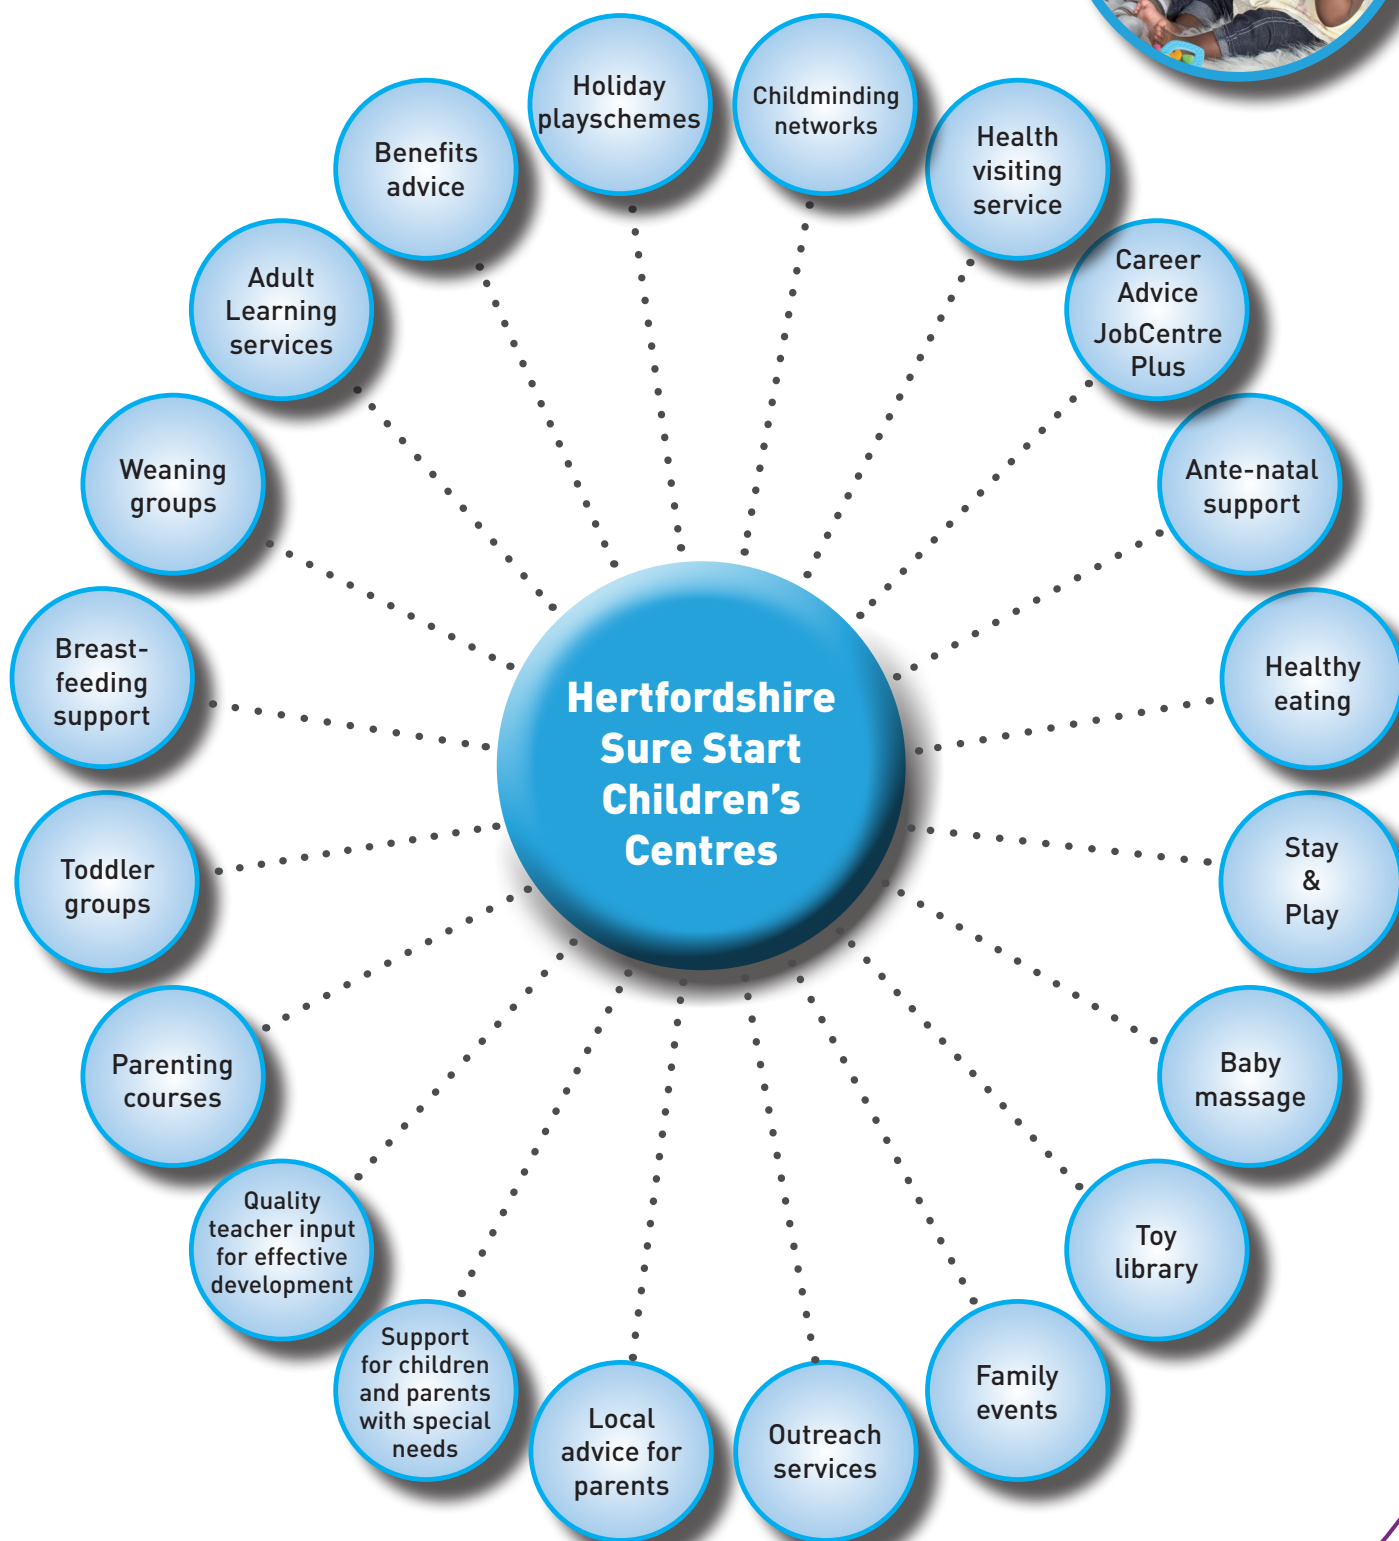 Holiday
playschemes
Childminding
networks
Health
visiting
service
Career
Advice
JobCentre
Plus
Ante-natal
support
Healthy
eating
Stay
&
Play
Baby
massage
Toy
library
Family
events
Outreach
services
Local
advice for
parents
Support
for children
and parents
with special
needs
Quality
teacher input
for effective
development
Parenting
courses
Toddler
groups
Breast-
feeding
support
Weaning
groups
Adult
Learning
services
Benefits
advice
Hertfordshire
Sure Start
Children’s
Centres